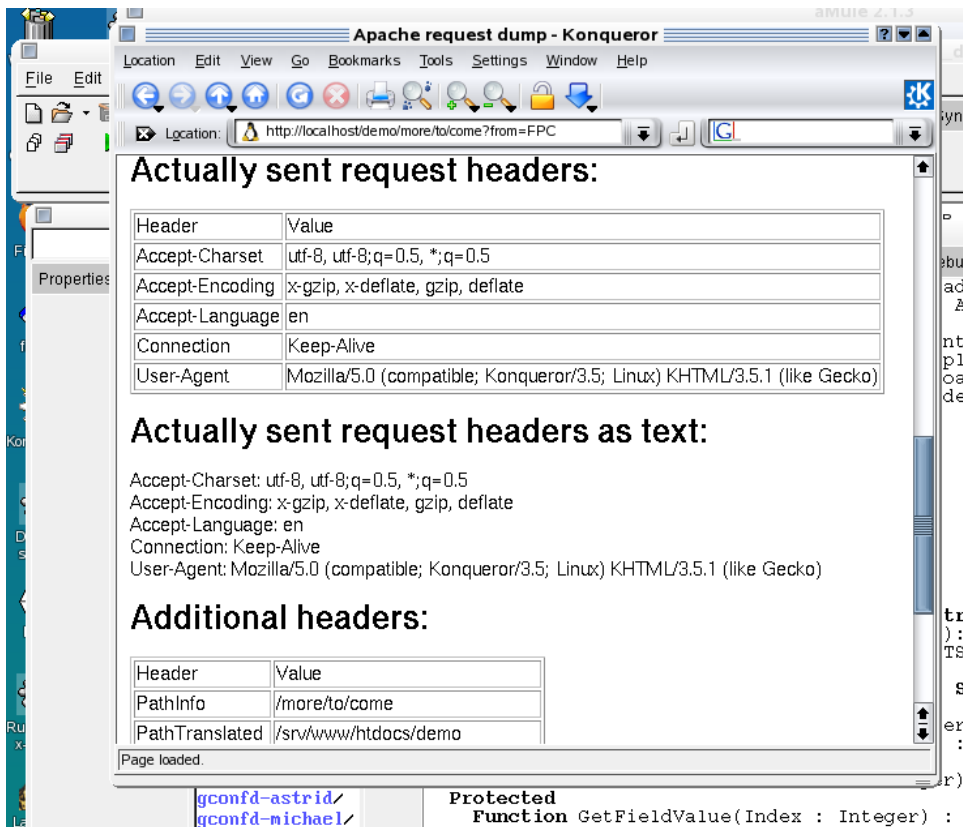 aMule 2.1.3
Apache request dump - Konqueror
Location Edit View Go Bookmarks Tools Settings Window Help
File Edit
Location: http://localhost/demo/more/to/come?from=FPC
G
Properties
Actually sent request headers:
Header Value
Accept-Charset utf-8, utf-8;q=0.5, *;q=0.5
Accept-Encoding x-gzip, x-deflate, gzip, deflate
Accept-Language en
Connection Keep-Alive
User-Agent Mozilla/5.0 (compatible; Konqueror/3.5; Linux) KHTML/3.5.1 (like Gecko)
Actually sent request headers as text:
Accept-Charset: utf-8, utf-8;q=0.5, *;q=0.5
Accept-Encoding: x-gzip, x-deflate, gzip, deflate
Accept-Language: en
Connection: Keep-Alive
User-Agent: Mozilla/5.0 (compatible; Konqueror/3.5; Linux) KHTML/3.5.1 (like Gecko)
Additional headers:
Header Value
PathInfo /more/to/come
PathTranslated /srv/www/htdocs/demo
Page loaded.
gconfd-astrid/
gconfd-michael/
Protected
Function GetFieldValue(Index : Integer) :